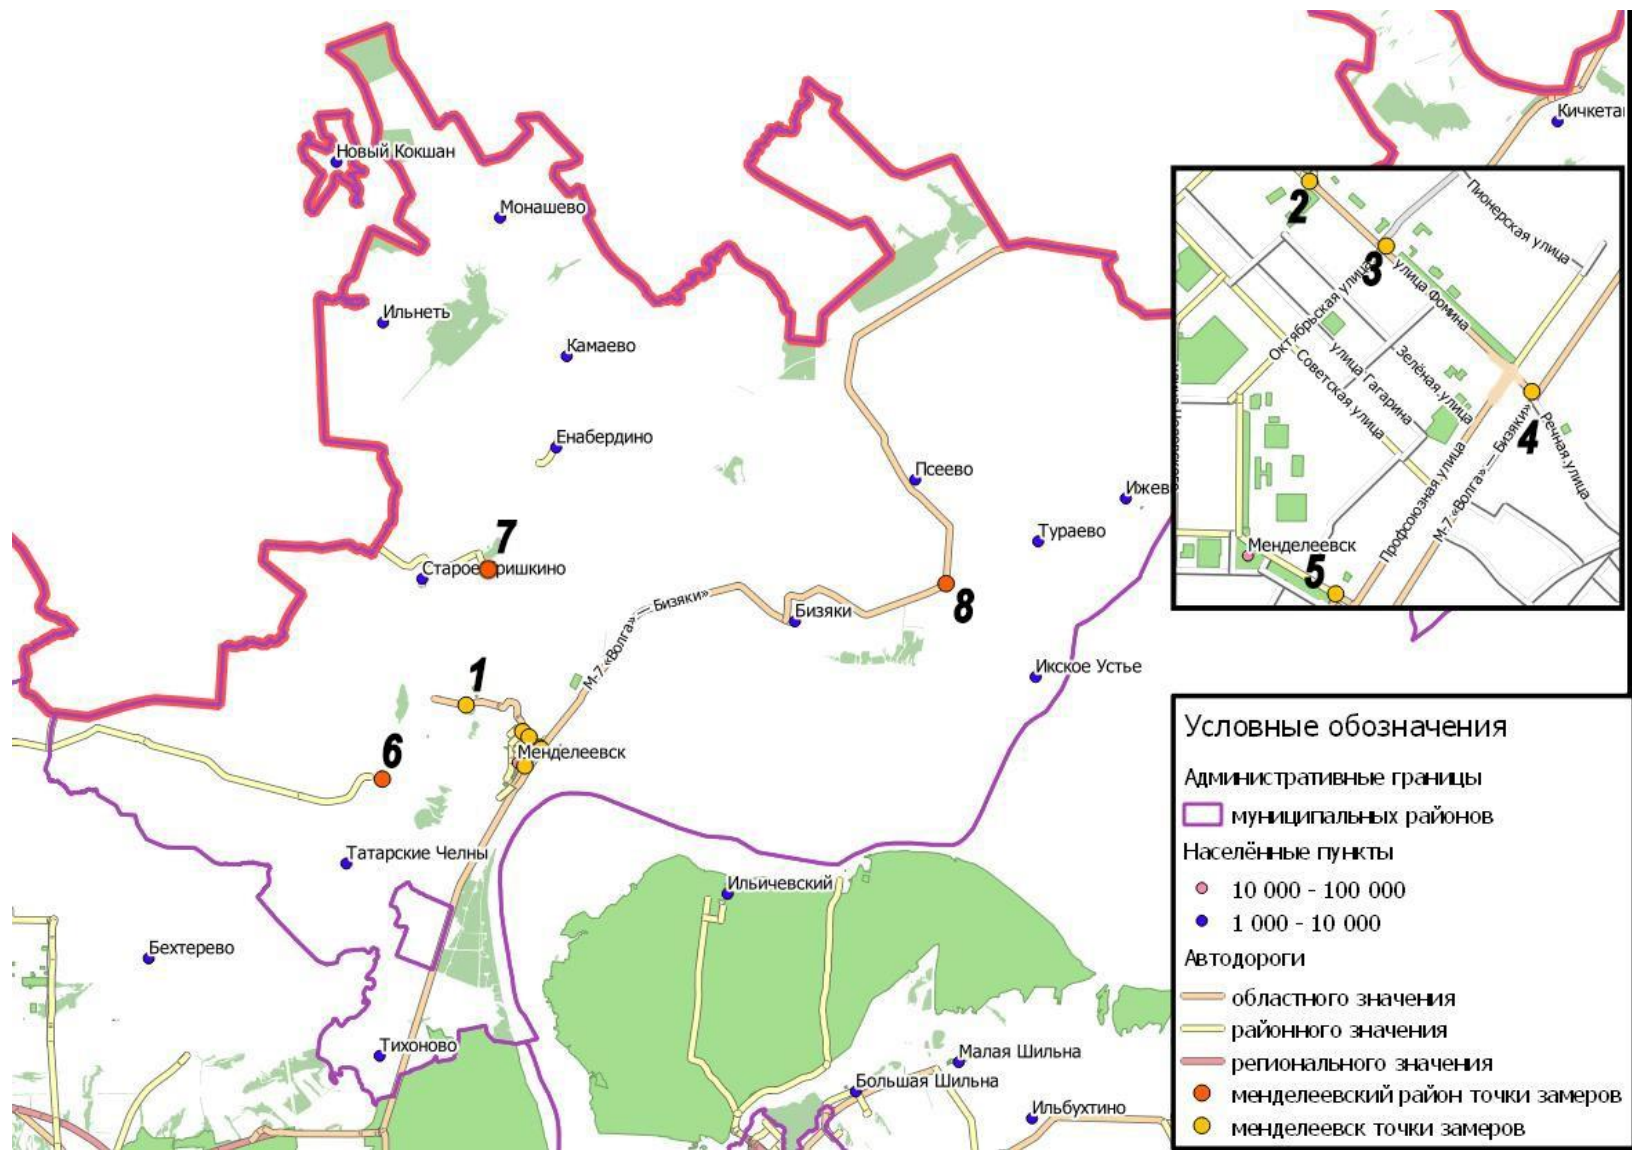 Кичкета
Новый Кокшан
Монашево
Пионерская улица
2
3
улица Фомина
Октябрьская улица
Ильнеть
Камаево
улица Гагарина
Зелёная улица
Советская улица
4
Енабердино
Псеево
Ижев
Речная улица
М-7 «Волга» — Бизяки»
Профсоюзная улица
Тураево
7
Менделеевск
5
Старое ришкино
8
М-7 «Волга» — Бизяки»
Бизяки
1
Икское Устье
6
Менделеевск
Татарские Челны
Ильичевский
Бехтерево
Тихоново
Малая Шильна
Большая Шильна
Ильбухтино
Условные обозначения
Административные границы
муниципальных районов
Населённые пункты
10 000 - 100 000
1 000 - 10 000
Автодороги
областного значения
районного значения
регионального значения
менделеевский район точки замеров
менделеевск точки замеров